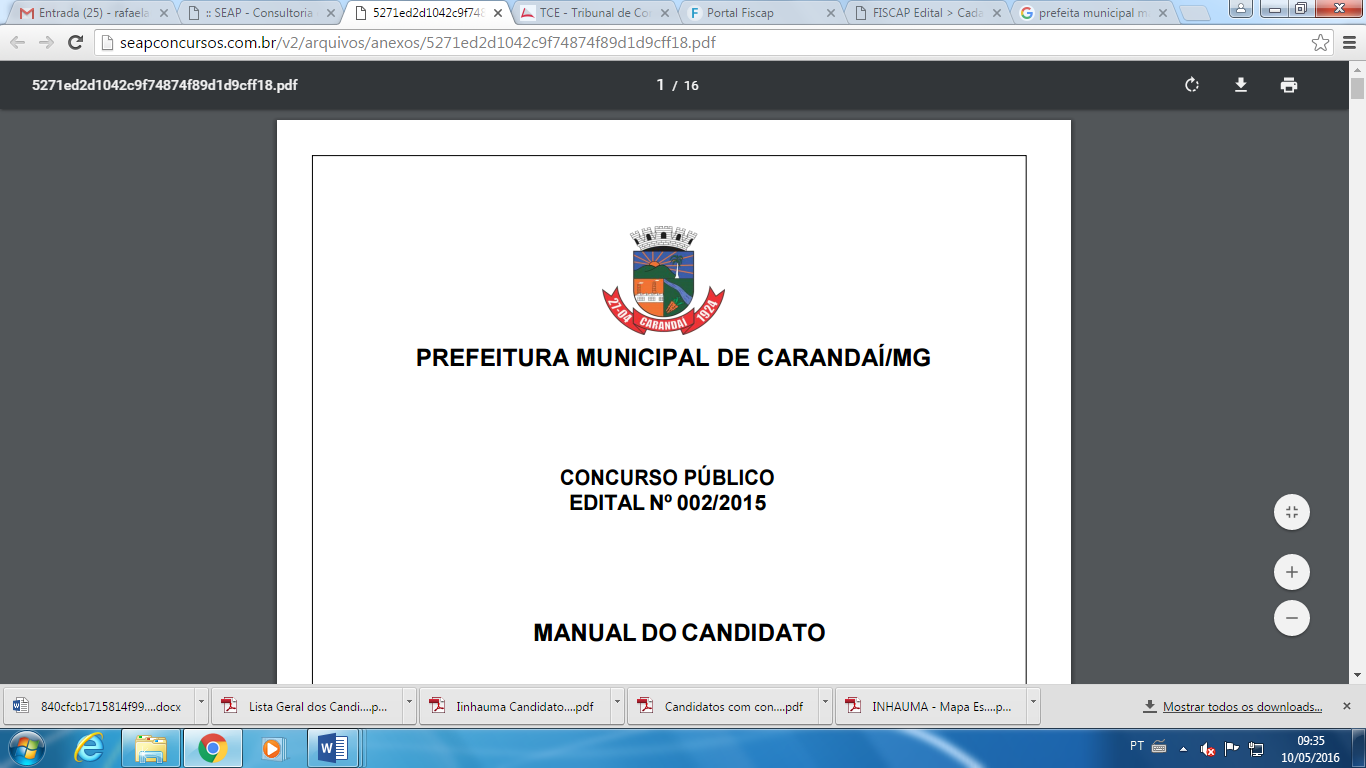 Entrada (25) - rafaela
:: SEAP - Consultoria
5271ed2d1042c9f748
TCE - Tribunal de Co
Portal Fiscap
FISCAP Edital > Cada
prefeita municipal m
seapconcursos.com.br/v2/arquivos/anexos/5271ed2d1042c9f74874f89d1d9cff18.pdf
5271ed2d1042c9f74874f89d1d9cff18.pdf
1 / 16
27-04 CARANDAÍ 1924
PREFEITURA MUNICIPAL DE CARANDAÍ/MG
CONCURSO PÚBLICO
EDITAL Nº 002/2015
MANUAL DO CANDIDATO
840cfcb1715814f99....docx
Lista Geral dos Candi....p...
Iinhauma Candidato....pdf
Candidatos com con....pdf
INHAUMA - Mapa Es....p...
Mostrar todos os downloads...
PT
09:35
10/05/2016